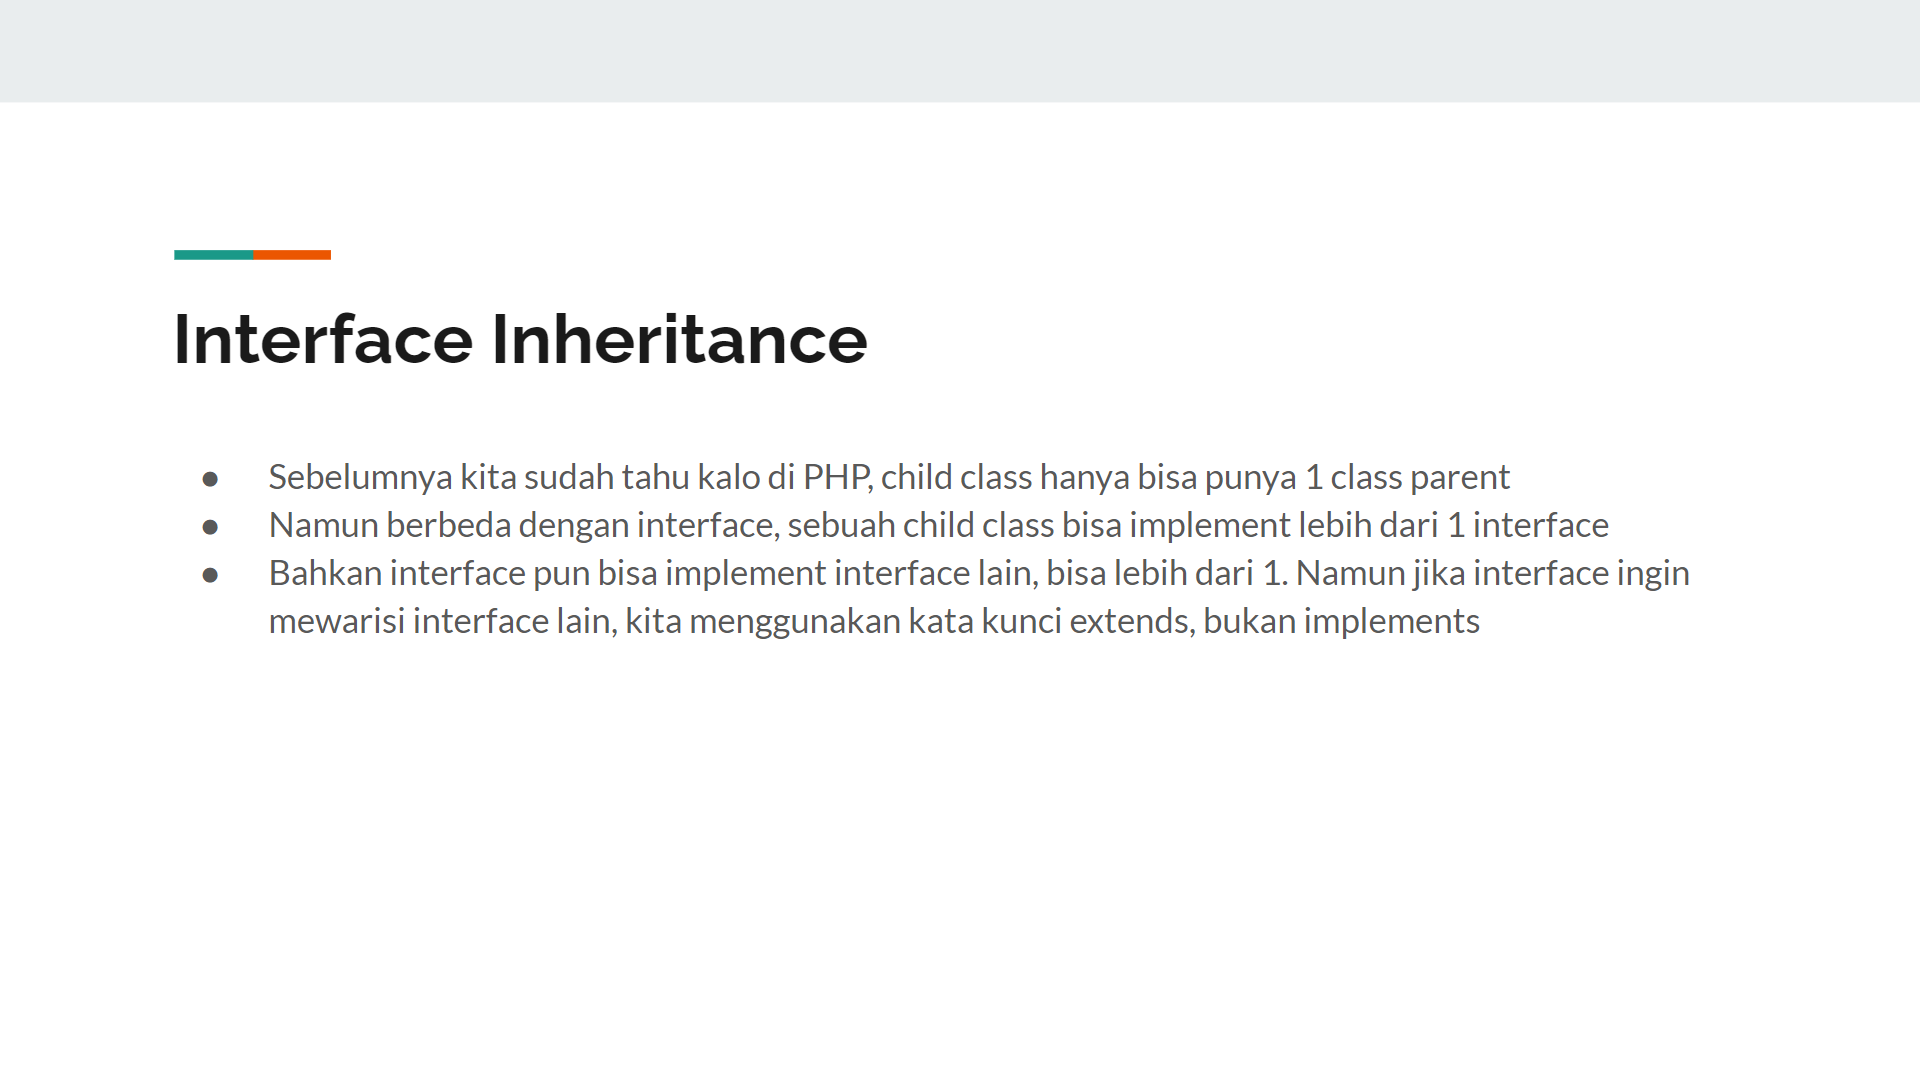 Interface Inheritance
● Sebelumnya kita sudah tahu kalo di PHP, child class hanya bisa punya 1 class parent
● Namun berbeda dengan interface, sebuah child class bisa implement lebih dari 1 interface
● Bahkan interface pun bisa implement interface lain, bisa lebih dari 1. Namun jika interface ingin
mewarisi interface lain, kita menggunakan kata kunci extends, bukan implements